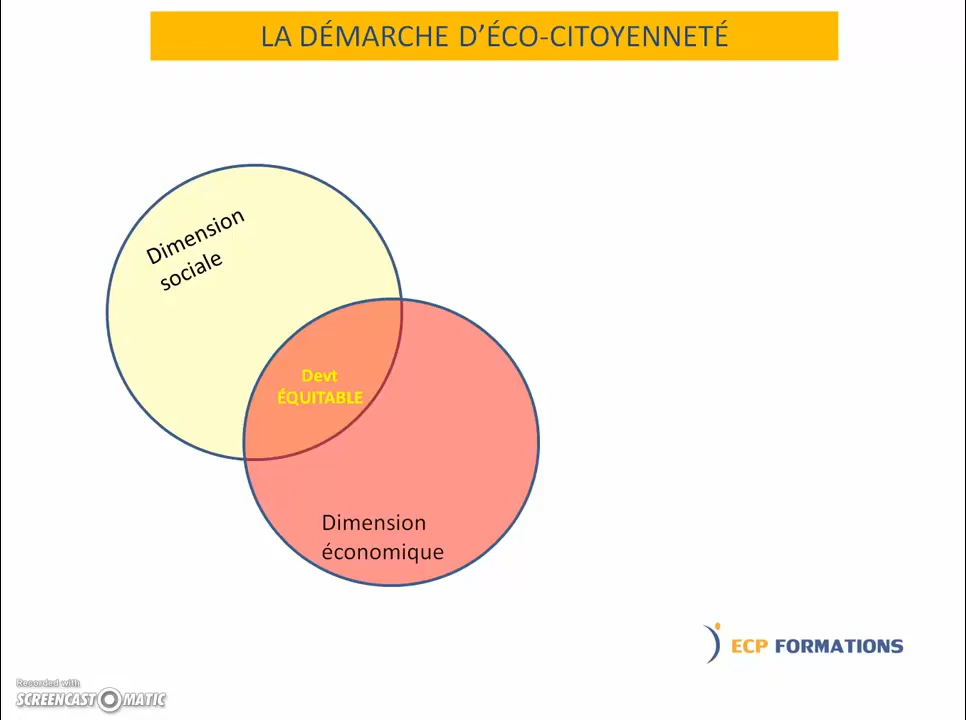 LA DÉMARCHE D’ÉCO-CITOYENNETÉ
Dimension
sociale
Devt
ÉQUITABLE
Dimension
économique
ECP FORMATIONS
Recorded with
SCREENCAST-O-MATIC